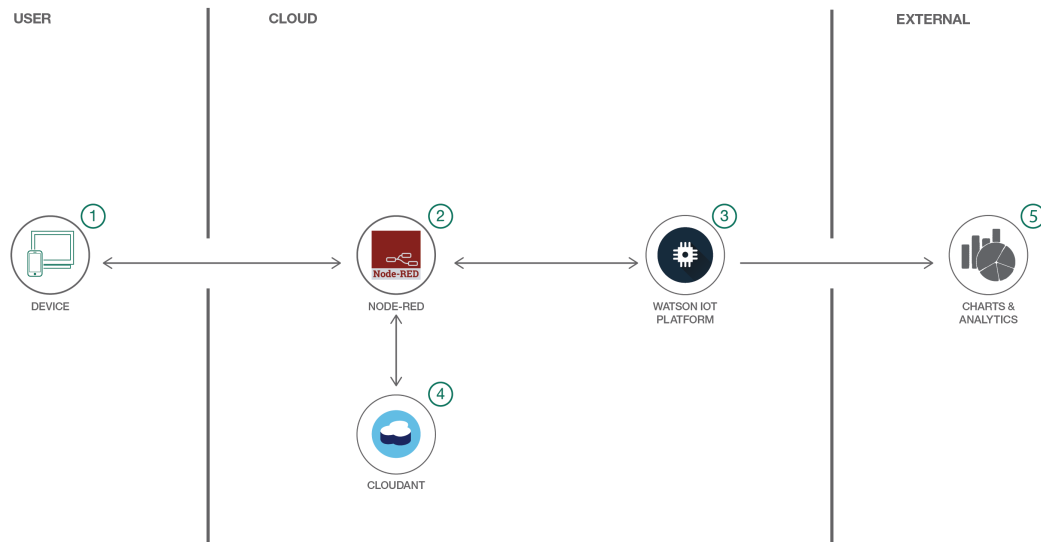 USER
CLOUD
EXTERNAL
1
2
3
5
Node-RED
DEVICE
NODE-RED
WATSON IOT
PLATFORM
CHARTS &
ANALYTICS
4
CLOUDANT